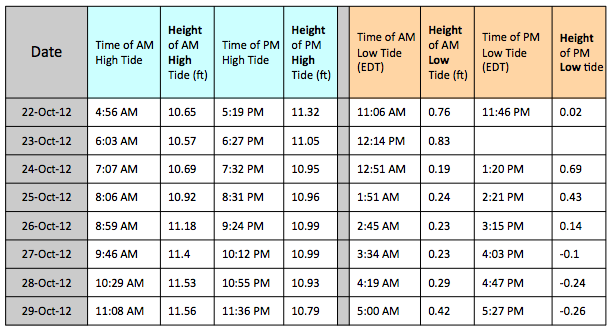 Date
Time of AM
High Tide
Height
of AM
High
Tide (ft)
Time of PM
High Tide
Height
of PM
High
Tide (ft)
Time of AM
Low Tide
(EDT)
Height
of AM
Low
Tide (ft)
Time of PM
Low Tide
(EDT)
Height
of PM
Low tide
22-Oct-12 4:56 AM 10.65 5:19 PM 11.32 11:06 AM 0.76 11:46 PM 0.02
23-Oct-12 6:03 AM 10.57 6:27 PM 11.05 12:14 PM 0.83
24-Oct-12 7:07 AM 10.69 7:32 PM 10.95 12:51 AM 0.19 1:20 PM 0.69
25-Oct-12 8:06 AM 10.92 8:31 PM 10.96 1:51 AM 0.24 2:21 PM 0.43
26-Oct-12 8:59 AM 11.18 9:24 PM 10.99 2:45 AM 0.23 3:15 PM 0.14
27-Oct-12 9:46 AM 11.4 10:12 PM 10.99 3:34 AM 0.23 4:03 PM -0.1
28-Oct-12 10:29 AM 11.53 10:55 PM 10.93 4:19 AM 0.29 4:47 PM -0.24
29-Oct-12 11:08 AM 11.56 11:36 PM 10.79 5:00 AM 0.42 5:27 PM -0.26